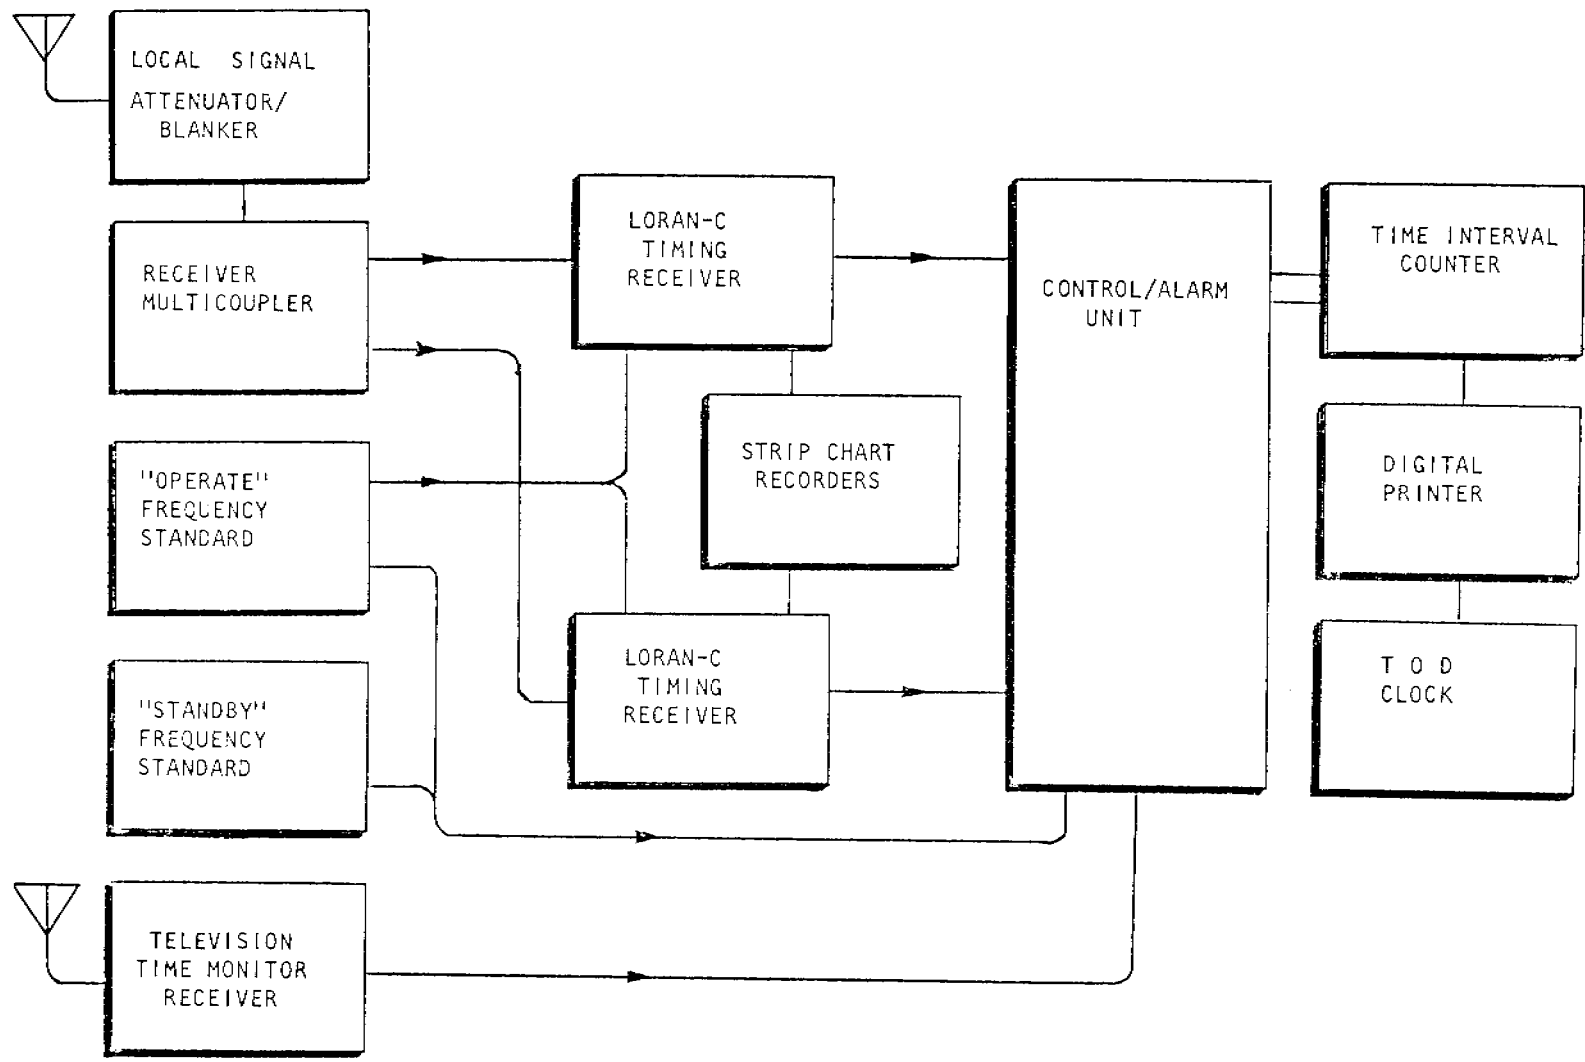 LOCAL SIGNAL
ATTENUATOR/
BLANKER
RECEIVER
MULTICOUPLER
"OPERATE"
FREQUENCY
STANDARD
"STANDBY"
FREQUENCY
STANDARD
TELEVISION
TIME MONITOR
RECEIVER
LORAN-C
TIMING
RECEIVER
STRIP CHART
RECORDERS
LORAN-C
TIMING
RECEIVER
CONTROL/ALARM
UNIT
TIME INTERVAL
COUNTER
DIGITAL
PRINTER
T O D
CLOCK